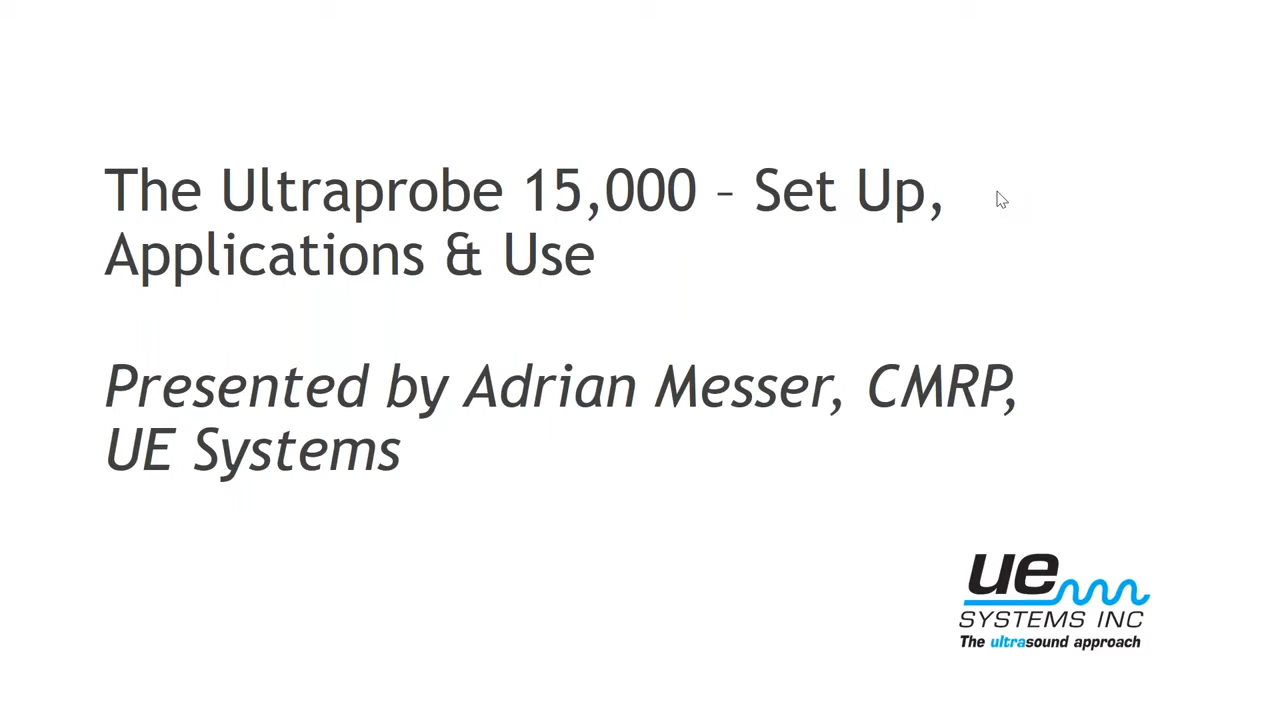 The Ultraprobe 15,000 – Set Up,
Applications & Use
Presented by Adrian Messer, CMRP,
UE Systems
ue
SYSTEMS INC
The ultrasound approach